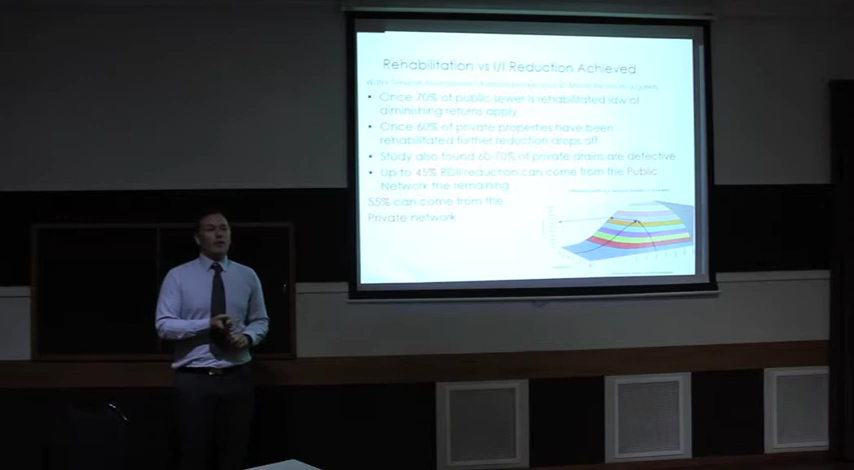 Rehabilitation vs I/I Reduction Achieved
• Once 70% of public sewer is rehabilitated law of
diminishing returns apply
• Once 60% of private properties have been
rehabilitated further reduction drops off
• Study also found 60-70% of private drains are defective
• Up to 45% RDII reduction can come from the Public
Network the remaining
55% can come from the
Private network